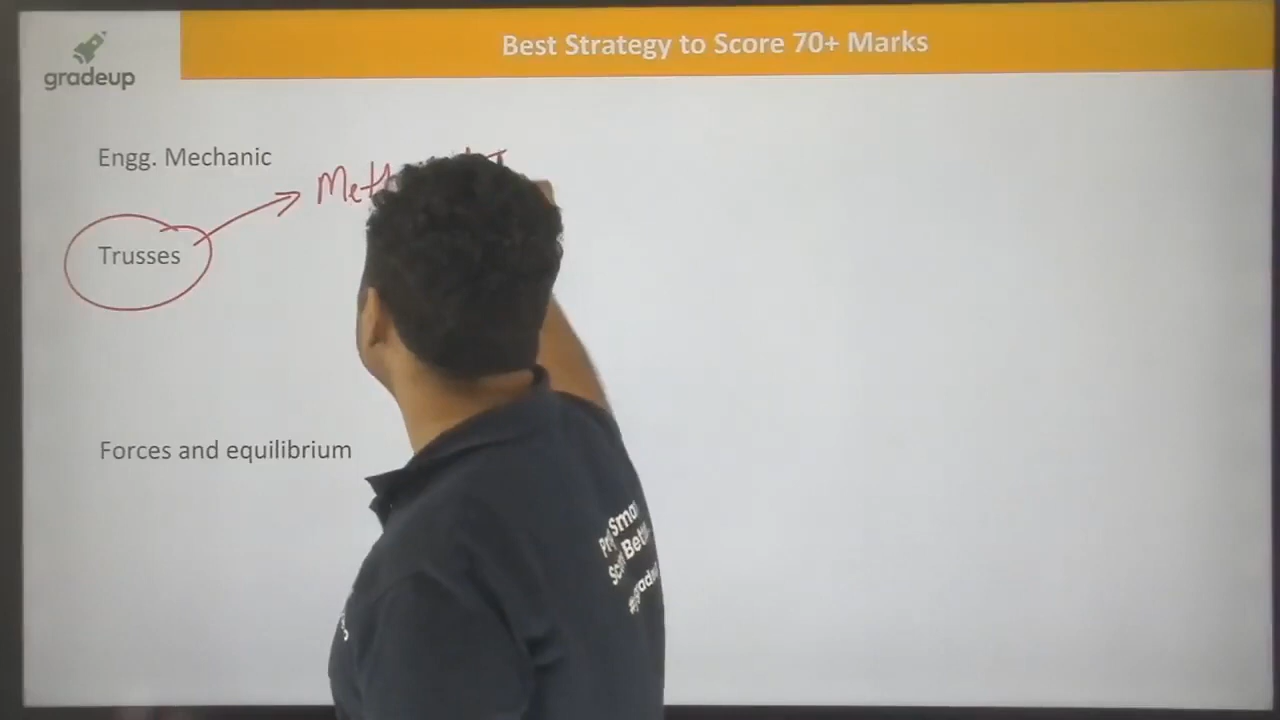 gradeup
Best Strategy to Score 70+ Marks
Engg. Mechanic
Trusses
Forces and equilibrium